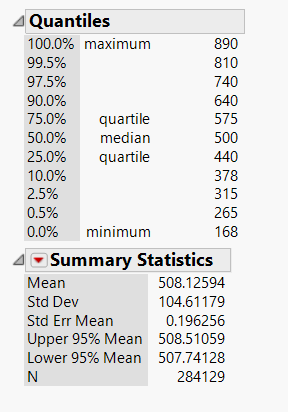 Quantiles
100.0% maximum 890
99.5% 810
97.5% 740
90.0% 640
75.0% quartile 575
50.0% median 500
25.0% quartile 440
10.0% 378
2.5% 315
0.5% 265
0.0% minimum 168
Summary Statistics
Mean 508.12594
Std Dev 104.61179
Std Err Mean 0.196256
Upper 95% Mean 508.51059
Lower 95% Mean 507.74128
N 284129